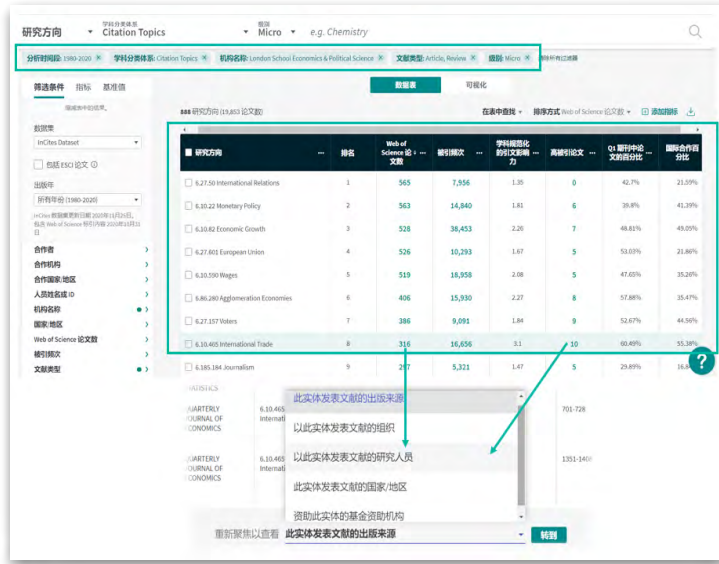 研究方向
学科分类体系
Citation Topics
级别
Micro
e.g. Chemistry
分析时间段: 1980-2020 × 学科分类体系: Citation Topics × 机构名称: London School Economics & Political Science × 文献类型: Article, Review × 级别: Micro ×
筛选条件 指标 基准值
数据表 可视化
数据集
InCites Dataset
包括 ESCI 论文
出版年
所有年份 (1980-2020)
合作者
合作机构
合作国家/地区
人员姓名或 ID
机构名称
国家/地区
Web of Science 论文数
被引频次
文献类型
888 研究方向 (19,853 论文数)
在表中查找 排序方式 Web of Science 论文数 添加指标
研究方向 ... 排名 Web of Science 论文数 ... 被引频次 ... 学科规范化的引文影响力 ... 高被引论文 ... Q1 期刊中论文的百分比 ... 国际合作百分比
6.27.50 International Relations 1 565 7,956 1.35 0 42.7% 21.59%
6.10.22 Monetary Policy 2 563 14,840 1.81 6 39.8% 41.39%
6.10.82 Economic Growth 3 528 38,453 2.26 7 48.81% 49.05%
6.27.601 European Union 4 526 10,293 1.67 5 53.03% 21.86%
6.10.590 Wages 5 519 18,958 2.08 5 47.65% 35.26%
6.86.280 Agglomeration Economies 6 406 15,930 2.27 8 57.88% 35.47%
6.27.157 Voters 7 386 9,091 1.84 9 52.67% 44.56%
6.10.465 International Trade 8 316 16,656 3.1 10 60.49% 55.38%
6.185.184 Journalism 9 5,321 1.47 5 29.89%
?
QUARTERLY
JOURNAL OF
ECONOMICS
6.10.465
701-728
QUARTERLY
JOURNAL OF
ECONOMICS
6.10.465
此实体发表文献的出版来源
以此实体发表文献的组织
以此实体发表文献的研究人员
此实体发表文献的国家/地区
资助此实体的基金资助机构
重新聚焦以查看 此实体发表文献的出版来源 转到